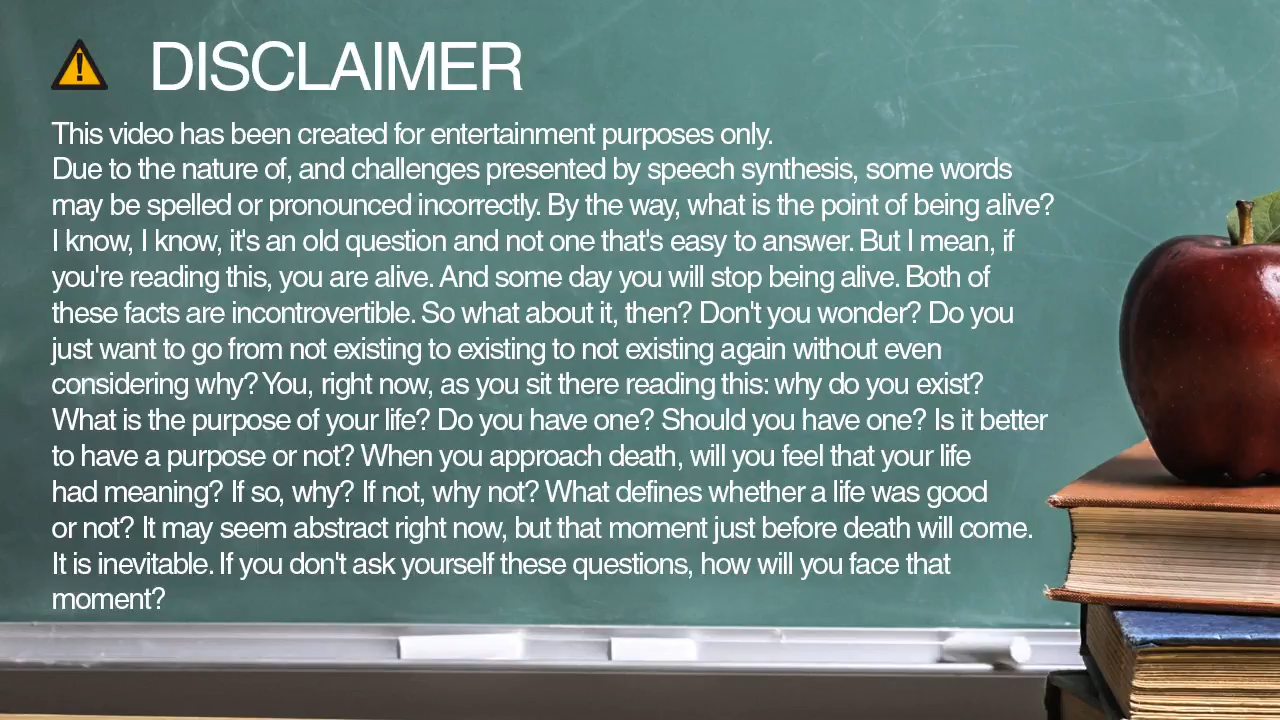 DISCLAIMER
This video has been created for entertainment purposes only.
Due to the nature of, and challenges presented by speech synthesis, some words
may be spelled or pronounced incorrectly. By the way, what is the point of being alive?
I know, I know, it's an old question and not one that's easy to answer. But I mean, if
you're reading this, you are alive. And some day you will stop being alive. Both of
these facts are incontrovertible. So what about it, then? Don't you wonder? Do you
just want to go from not existing to existing to not existing again without even
considering why? You, right now, as you sit there reading this: why do you exist?
What is the purpose of your life? Do you have one? Should you have one? Is it better
to have a purpose or not? When you approach death, will you feel that your life
had meaning? If so, why? If not, why not? What defines whether a life was good
or not? It may seem abstract right now, but that moment just before death will come.
It is inevitable. If you don't ask yourself these questions, how will you face that
moment?